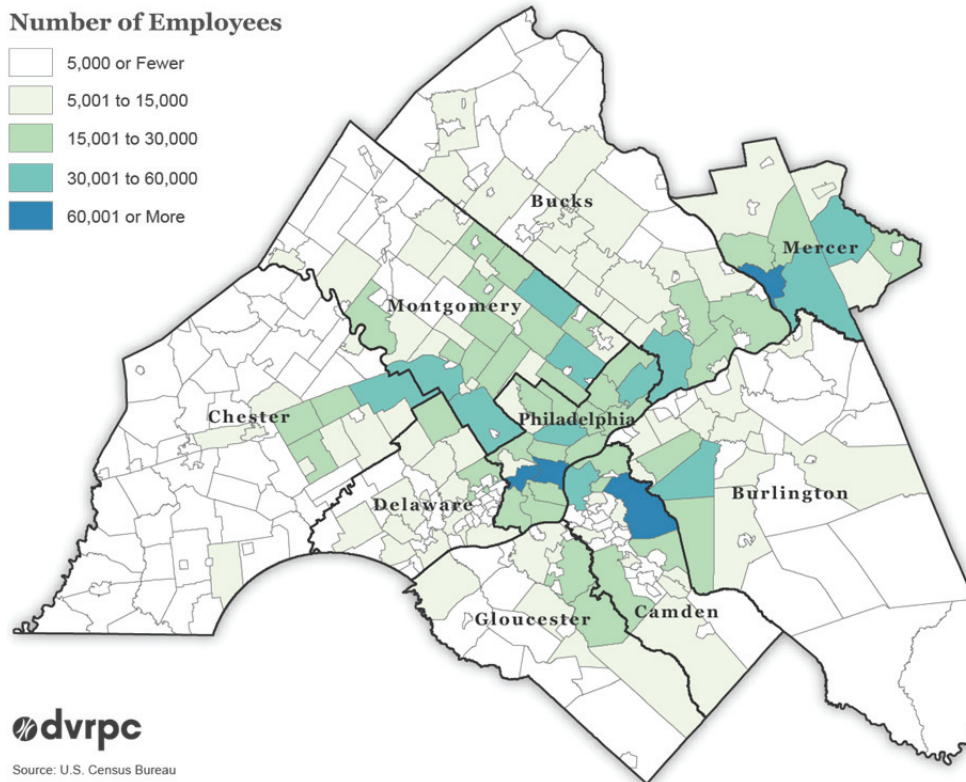 Number of Employees
5,000 or Fewer
5,001 to 15,000
15,001 to 30,000
30,001 to 60,000
60,001 or More
Bucks
Mercer
Montgomery
Chester
Philadelphia
Delaware
Burlington
Gloucester
Camden
dvrpc
Source: U.S. Census Bureau